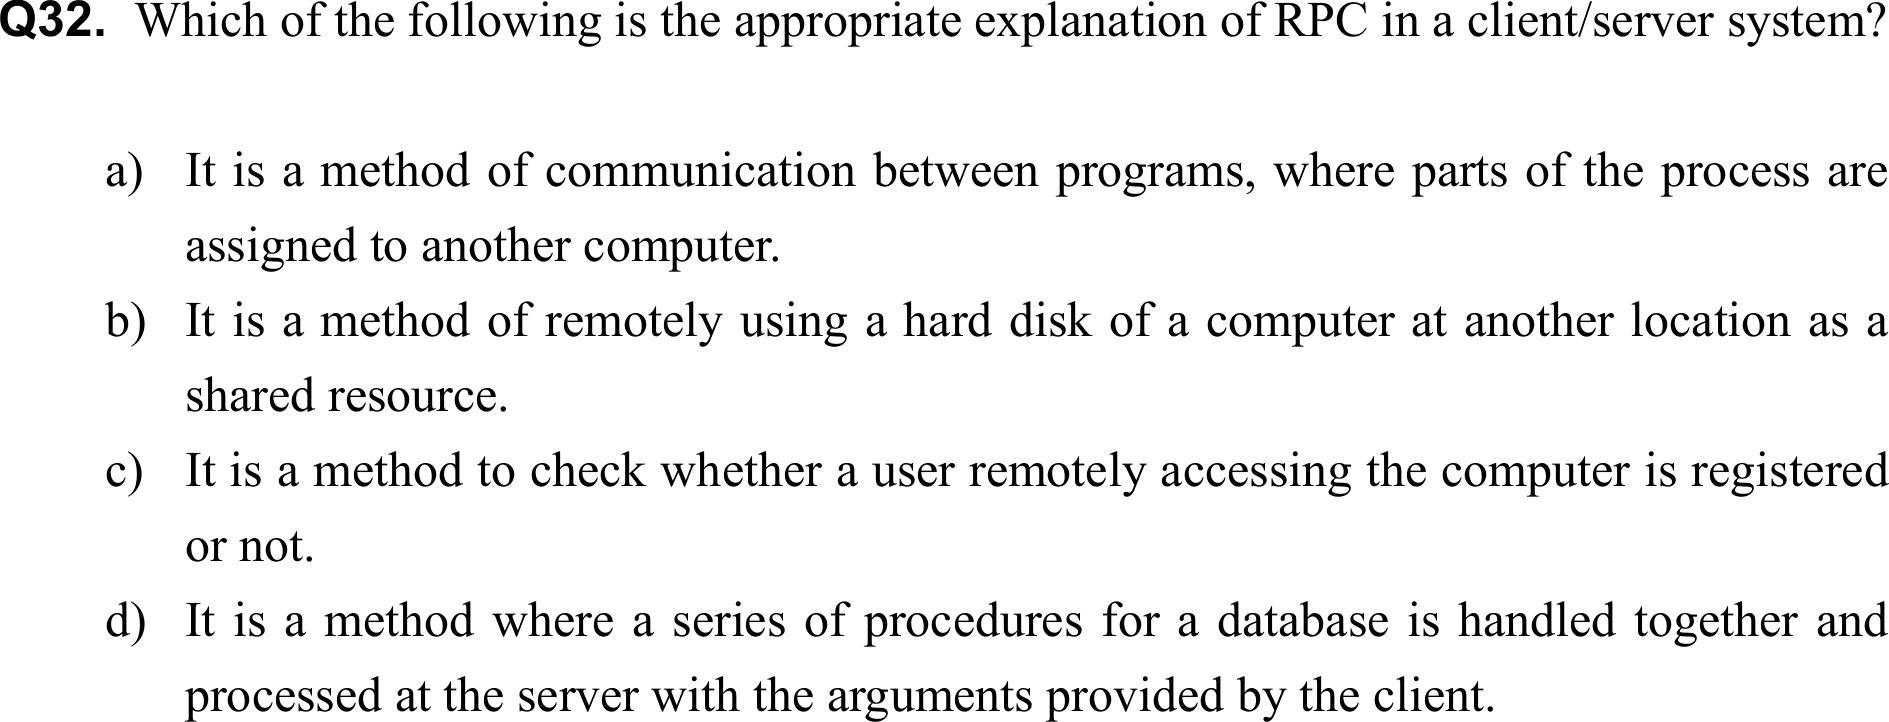 Q32. Which of the following is the appropriate explanation of RPC in a client/server system?
a) It is a method of communication between programs, where parts of the process are
assigned to another computer.
b) It is a method of remotely using a hard disk of a computer at another location as a
shared resource.
c) It is a method to check whether a user remotely accessing the computer is registered
or not.
d) It is a method where a series of procedures for a database is handled together and
processed at the server with the arguments provided by the client.